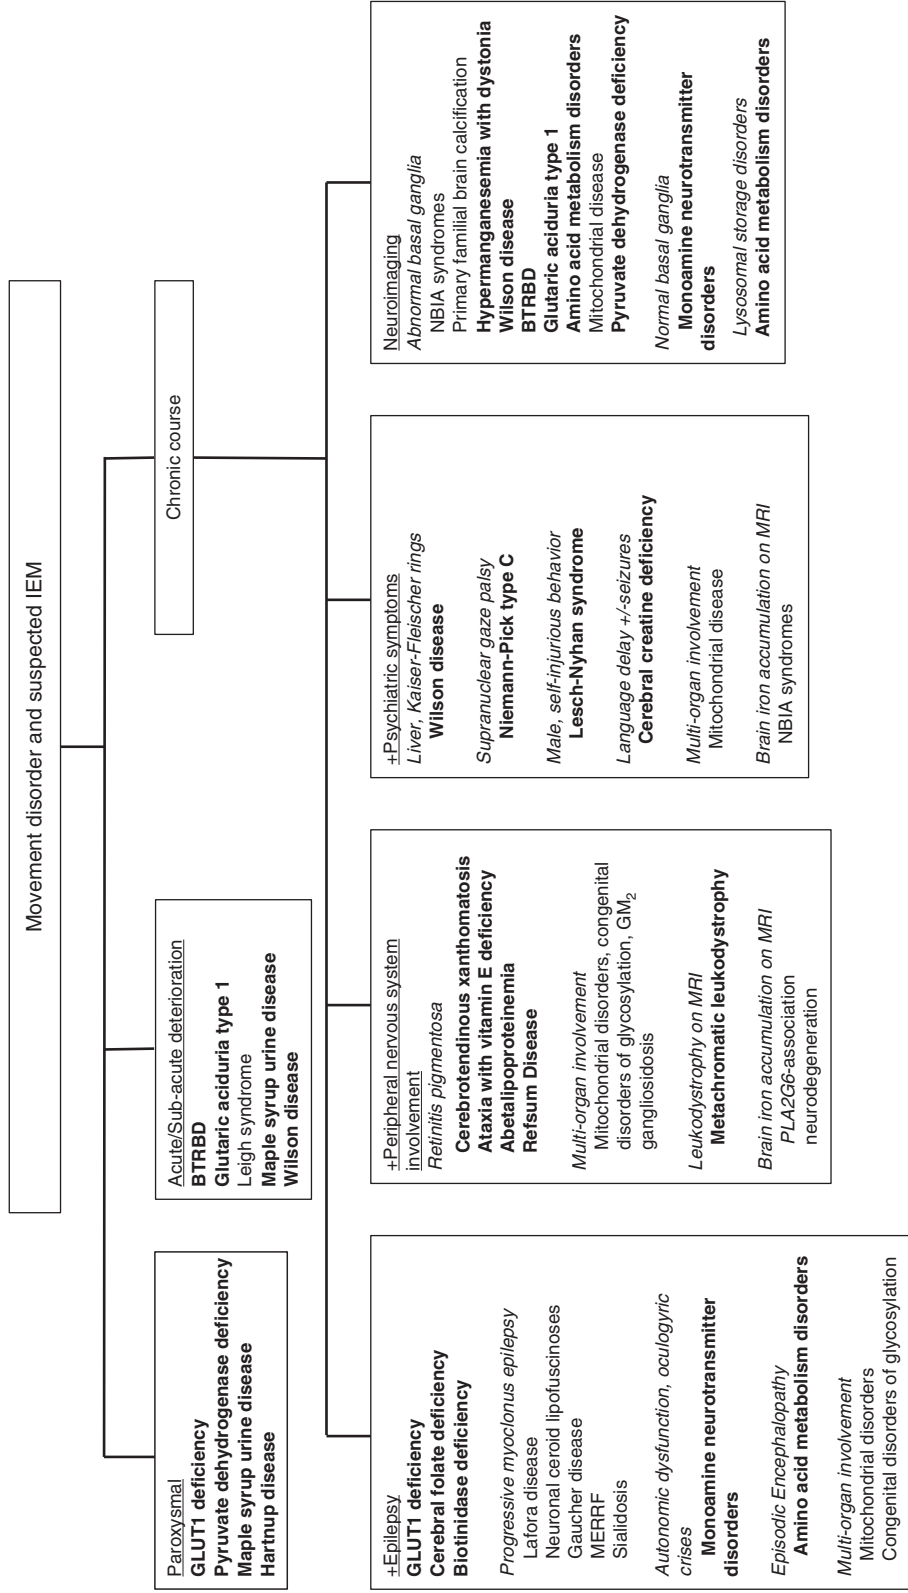 Movement disorder and suspected IEM
Paroxysmal
GLUT1 deficiency
Pyruvate dehydrogenase deficiency
Maple syrup urine disease
Hartnup disease
Acute/Sub-acute deterioration
BTRBD
Glutaric aciduria type 1
Leigh syndrome
Maple syrup urine disease
Wilson disease
Chronic course
+Epilepsy
GLUT1 deficiency
Cerebral folate deficiency
Biotinidase deficiency
Progressive myoclonus epilepsy
Lafora disease
Neuronal ceroid lipofuscinoses
Gaucher disease
MERRF
Sialidosis
Autonomic dysfunction, oculogyric
crises
Monoamine neurotransmitter
disorders
Episodic Encephalopathy
Amino acid metabolism disorders
Multi-organ involvement
Mitochondrial disorders
Congenital disorders of glycosylation
+Peripheral nervous system
involvement
Retinitis pigmentosa
Cerebrotendinous xanthomatosis
Ataxia with vitamin E deficiency
Abetalipoproteinemia
Refsum Disease
Multi-organ involvement
Mitochondrial disorders, congenital
disorders of glycosylation, GM2
gangliosidosis
Leukodystrophy on MRI
Metachromatic leukodystrophy
Brain iron accumulation on MRI
PLA2G6-association
neurodegeneration
+Psychiatric symptoms
Liver, Kaiser-Fleischer rings
Wilson disease
Supranuclear gaze palsy
Niemann-Pick type C
Male, self-injurious behavior
Lesch-Nyhan syndrome
Language delay +/-seizures
Cerebral creatine deficiency
Multi-organ involvement
Mitochondrial disease
Brain iron accumulation on MRI
NBIA syndromes
Neuroimaging
Abnormal basal ganglia
NBIA syndromes
Primary familial brain calcification
Hypermanganesemia with dystonia
Wilson disease
BTRBD
Glutaric aciduria type 1
Amino acid metabolism disorders
Mitochondrial disease
Pyruvate dehydrogenase deficiency
Normal basal ganglia
Monoamine neurotransmitter
disorders
Lysosomal storage disorders
Amino acid metabolism disorders